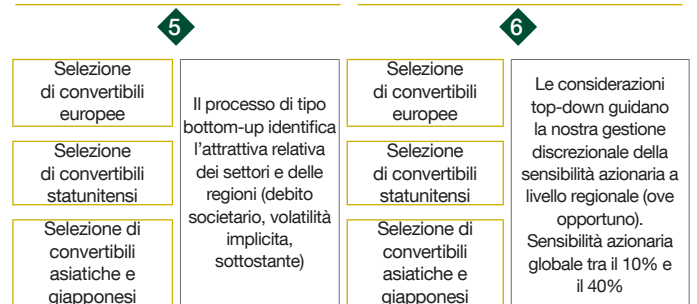 5
Selezione
di convertibili
europee
Selezione
di convertibili
statunitensi
Selezione di
convertibili
asiatiche e
giapponesi
Il processo di tipo
bottom-up identifica
l'attrattiva relativa
dei settori e delle
regioni (debito
societario, volatilità
implicita,
sottostante)
6
Selezione
di convertibili
europee
Selezione
di convertibili
statunitensi
Selezione di
convertibili
asiatiche e
giapponesi
Le considerazioni
top-down guidano
la nostra gestione
discrezionale della
sensibilità azionaria a
livello regionale (ove
opportuno).
Sensibilità azionaria
globale tra il 10% e
il 40%